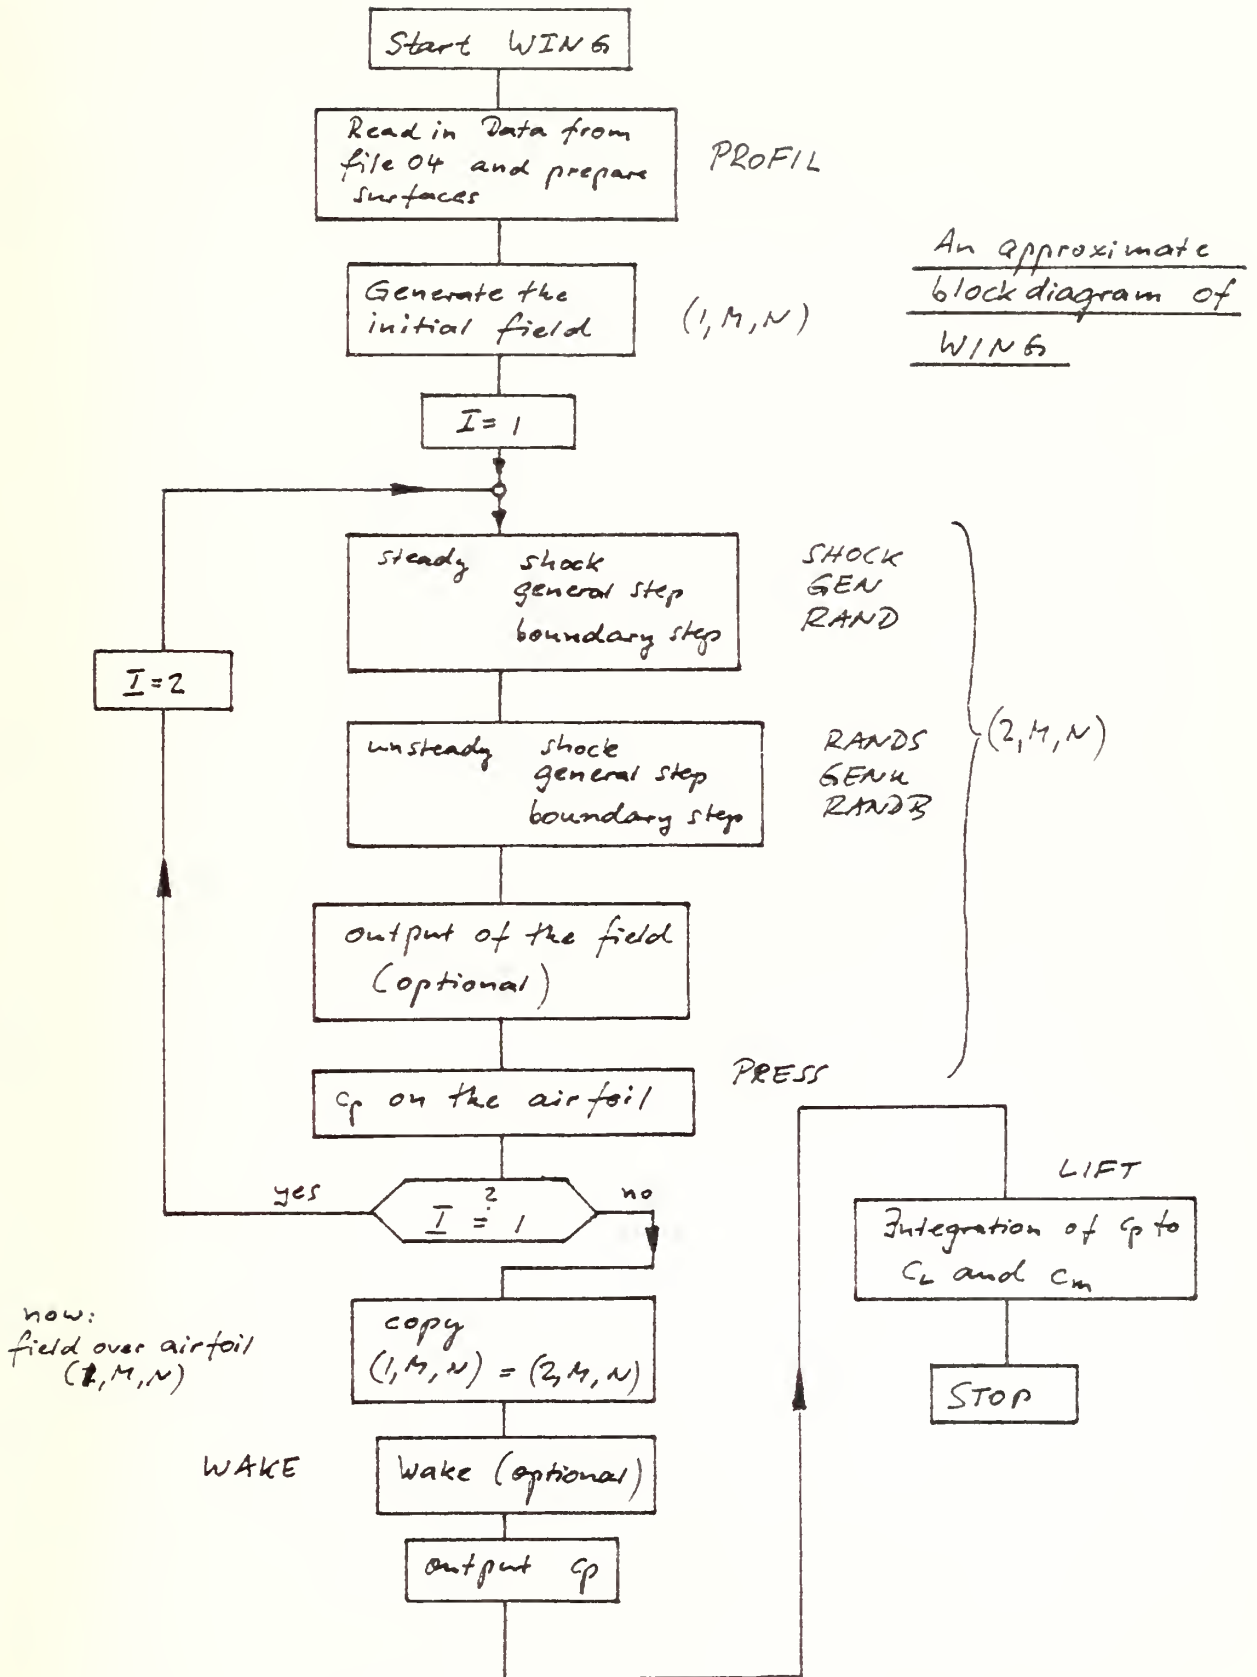 Start WING
Read in Data from
file 04 and prepare
surfaces
PROFIL
An approximate
blockdiagram of
WING
Generate the
initial field
(1,M,N)
I=1
steady shock
general step
boundary step
SHOCK
GEN
RAND
I=2
unsteady shock
general step
boundary step
RANDS
GENU
RANDB
(2,M,N)
output of the field
(optional)
PRESS
cp on the airfoil
yes
I ?= 1
no
LIFT
Integration of cp to
cL and cm
STOP
now:
field over airfoil
(1,M,N)
copy
(1,M,N) = (2,M,N)
WAKE
Wake (optional)
output cp